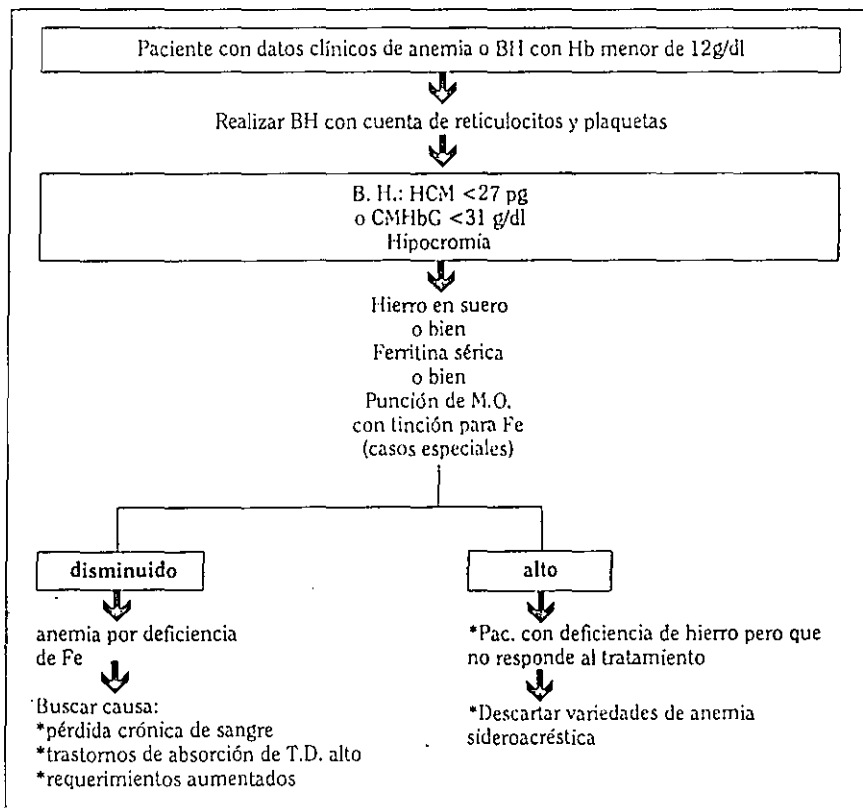 Paciente con datos clínicos de anemia o BH con Hb menor de 12g/dl
Realizar BH con cuenta de reticulocitos y plaquetas
B. H.: HCM <27 pg
o CMHbG <31 g/dl
Hipocromía
Hierro en suero
o bien
Ferritina sérica
o bien
Punción de M.O.
con tinción para Fe
(casos especiales)
disminuido
anemia por deficiencia
de Fe
Buscar causa:
*pérdida crónica de sangre
*trastornos de absorción de T.D. alto
*requerimientos aumentados
alto
*Pac. con deficiencia de hierro pero que
no responde al tratamiento
*Descartar variedades de anemia
sideroacréstica